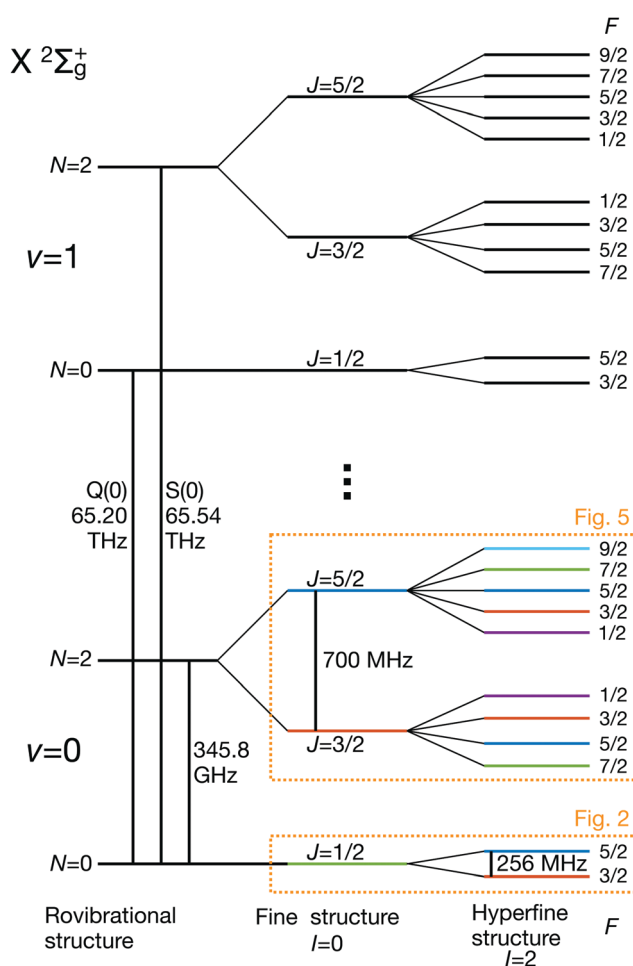 F
X ²Σg⁺
9/2
7/2
J=5/2
5/2
3/2
1/2
N=2
1/2
3/2
v=1
J=3/2
5/2
7/2
N=0
J=1/2
5/2
3/2
Q(0)
65.20
THz
S(0)
65.54
THz
Fig. 5
9/2
7/2
J=5/2
5/2
3/2
1/2
700 MHz
N=2
1/2
3/2
v=0
345.8
GHz
J=3/2
5/2
7/2
Fig. 2
N=0
J=1/2
5/2
256 MHz
3/2
Rovibrational
structure
Fine structure
I=0
Hyperfine
structure
I=2
F